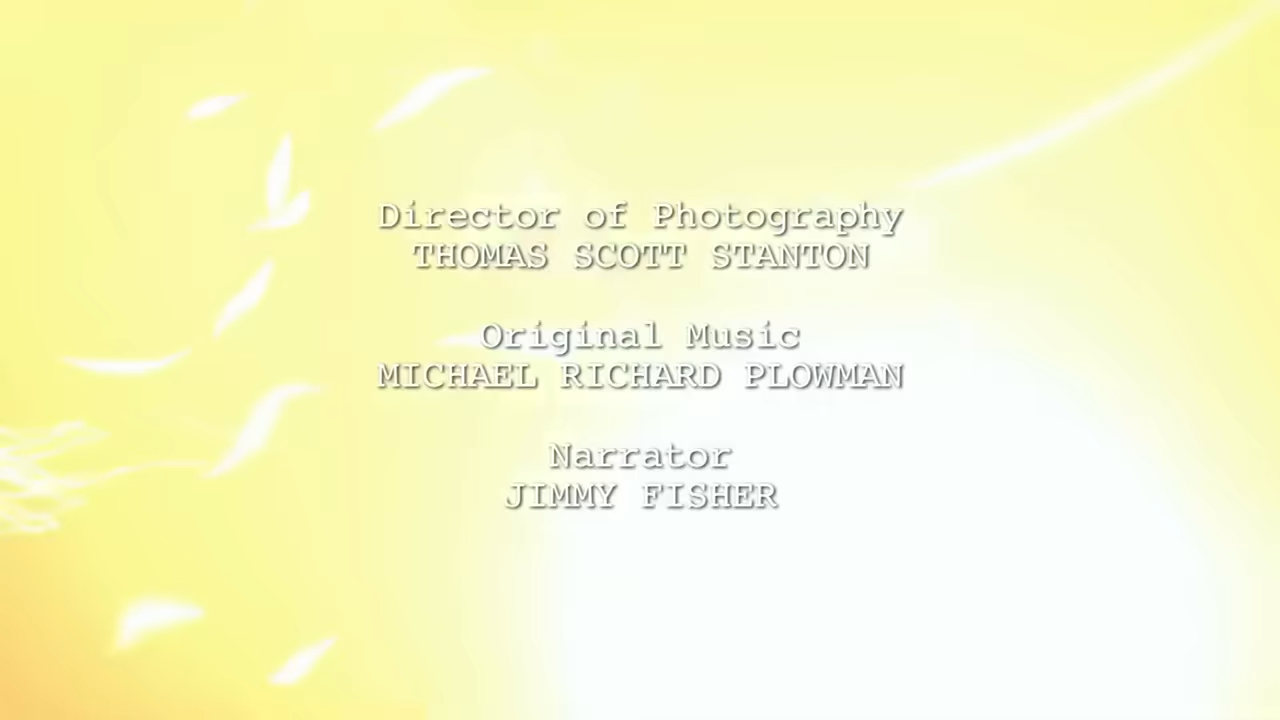 Director of Photography
THOMAS SCOTT STANTON
Original Music
MICHAEL RICHARD PLOWMAN
Narrator
JIMMY FISHER